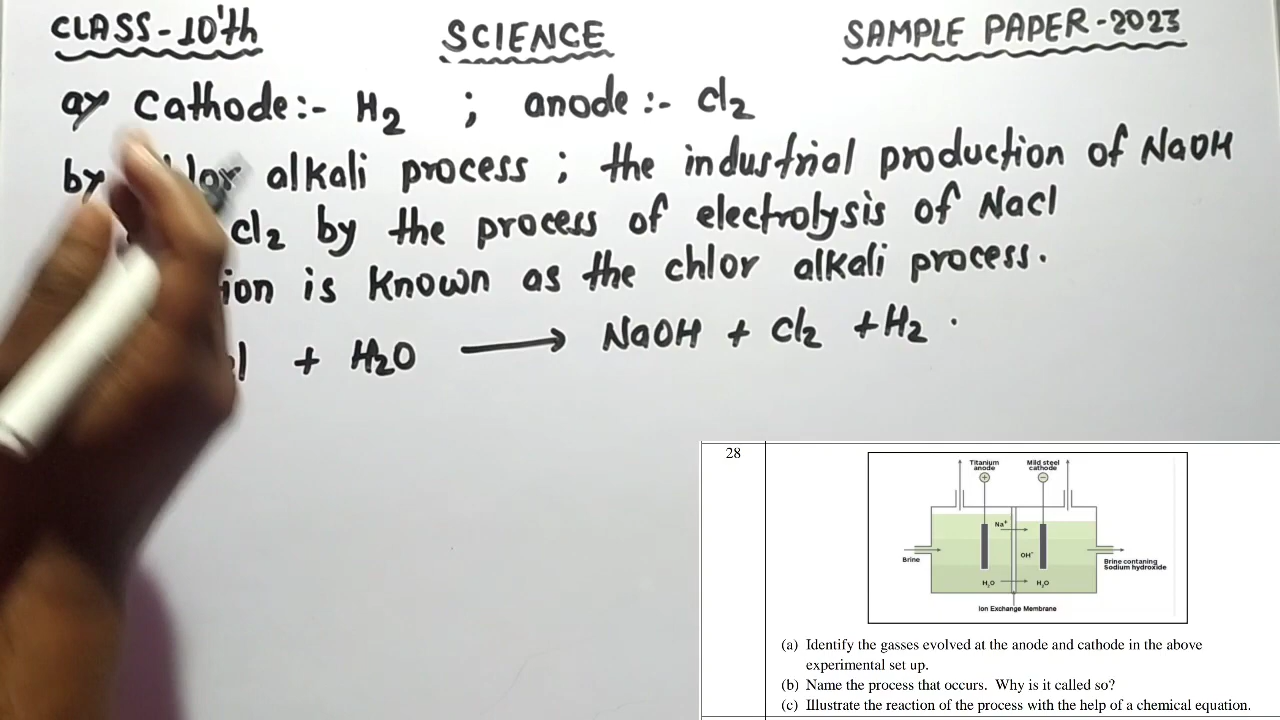 CLASS-10'th SCIENCE SAMPLE PAPER-2023
a) Cathode:- H2 ; anode:- Cl2
b) alkali process ; the industrial production of NaOH
Cl2 by the process of electrolysis of NaCl
is known as the chlor alkali process.
+ H2O → NaOH + Cl2 + H2 .
28
Titanium anode
Mild steel cathode
+
−
Na+
OH-
Brine
Brine contaning
Sodium hydroxide
H2O
H2O
Ion Exchange Membrane
(a) Identify the gasses evolved at the anode and cathode in the above
experimental set up.
(b) Name the process that occurs. Why is it called so?
(c) Illustrate the reaction of the process with the help of a chemical equation.